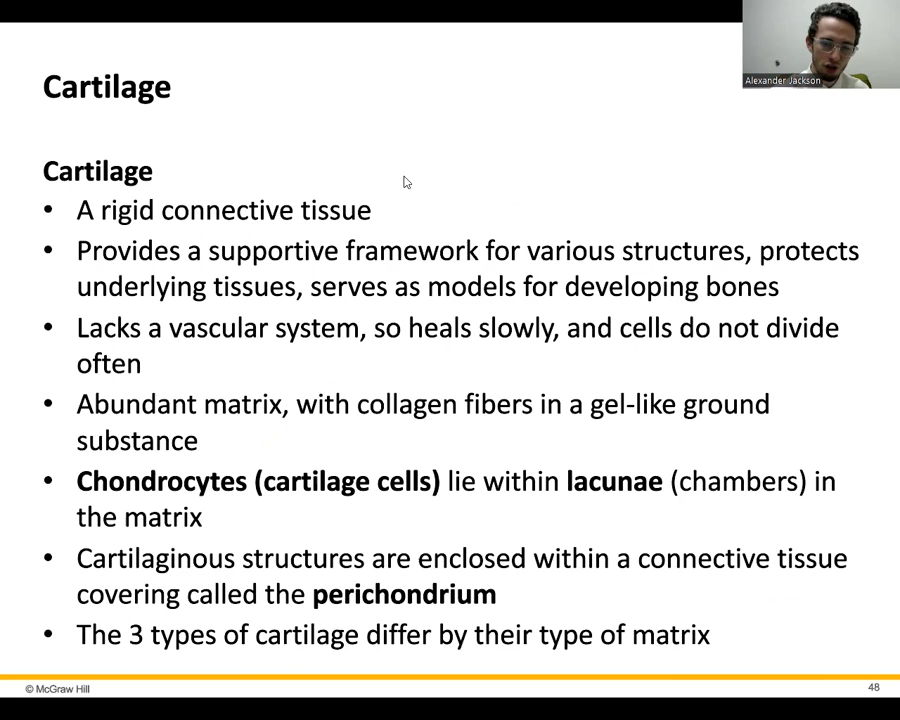 Alexander Jackson
Cartilage
Cartilage
• A rigid connective tissue
• Provides a supportive framework for various structures, protects
underlying tissues, serves as models for developing bones
• Lacks a vascular system, so heals slowly, and cells do not divide
often
• Abundant matrix, with collagen fibers in a gel-like ground
substance
• Chondrocytes (cartilage cells) lie within lacunae (chambers) in
the matrix
• Cartilaginous structures are enclosed within a connective tissue
covering called the perichondrium
• The 3 types of cartilage differ by their type of matrix
© McGraw Hill
48